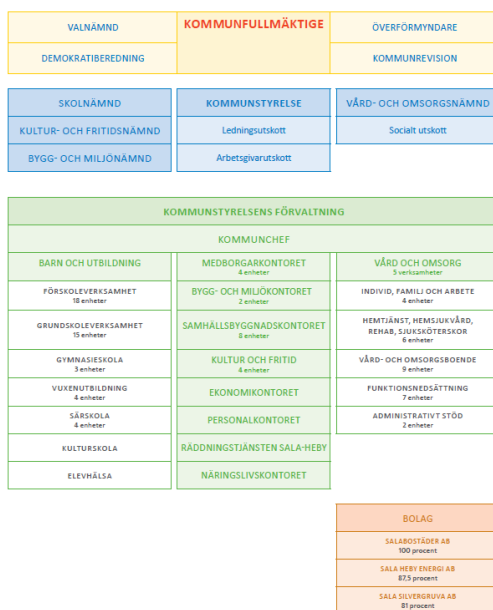 VALNÄMND
KOMMUNFULLMÄKTIGE
ÖVERFÖRMYNDARE
DEMOKRATIBEREDNING
KOMMUNREVISION
SKOLNÄMND
KOMMUNSTYRELSE
VÅRD- OCH OMSORGSNÄMND
KULTUR- OCH FRITIDSNÄMND
Ledningsutskott
Socialt utskott
BYGG- OCH MILJÖNÄMND
Arbetsgivarutskott
KOMMUNSTYRELSENS FÖRVALTNING
KOMMUNCHEF
BARN OCH UTBILDNING
FÖRSKOLEVERKSAMHET
18 enheter
GRUNDSKOLEVERKSAMHET
15 enheter
GYMNASIESKOLA
3 enheter
VUXENUTBILDNING
4 enheter
SÄRSKOLA
4 enheter
KULTURSKOLA
ELEVHÄLSA
MEDBORGARKONTORET
4 enheter
BYGG- OCH MILJÖKONTORET
2 enheter
SAMHÄLLSBYGGNADSKONTORET
8 enheter
KULTUR OCH FRITID
4 enheter
EKONOMIKONTORET
PERSONALKONTORET
RÄDDNINGSTJÄNSTEN SALA-HEBY
NÄRINGSLIVSKONTORET
VÅRD OCH OMSORG
5 verksamheter
INDIVID, FAMILJ OCH ARBETE
4 enheter
HEMTJÄNST, HEMSJUKVÅRD,
REHAB, SJUKSKÖTERSKOR
6 enheter
VÅRD- OCH OMSORGSBOENDE
9 enheter
FUNKTIONSNEDSÄTTNING
7 enheter
ADMINISTRATIVT STÖD
2 enheter
BOLAG
SALABOSTÄDER AB
100 procent
SALA HEBY ENERGI AB
87,5 procent
SALA SILVERGRUVA AB
81 procent